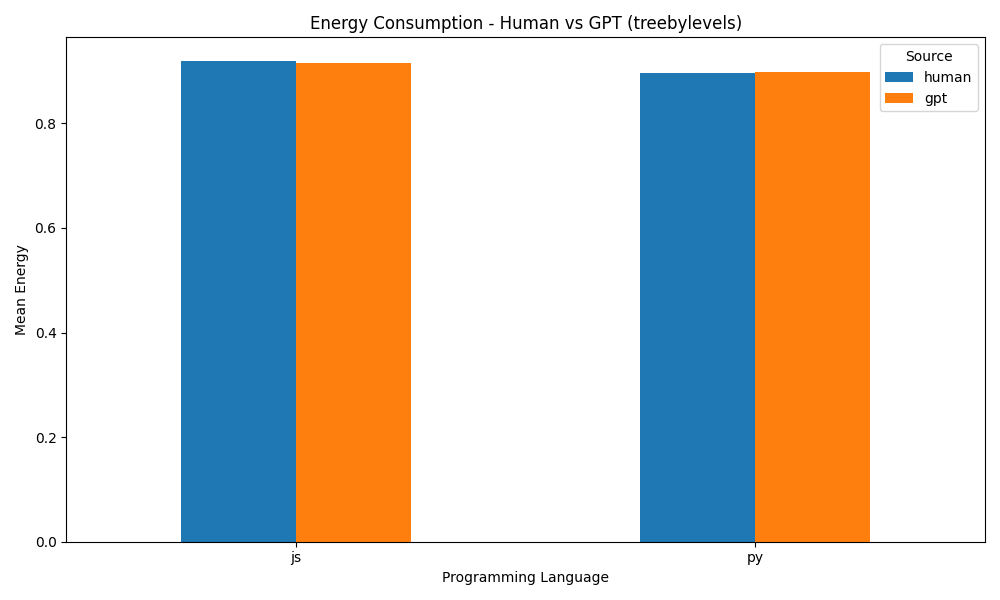 Energy Consumption - Human vs GPT (treebylevels)
Source
human
gpt
Mean Energy
0.8
0.6
0.4
0.2
0.0
js
py
Programming Language